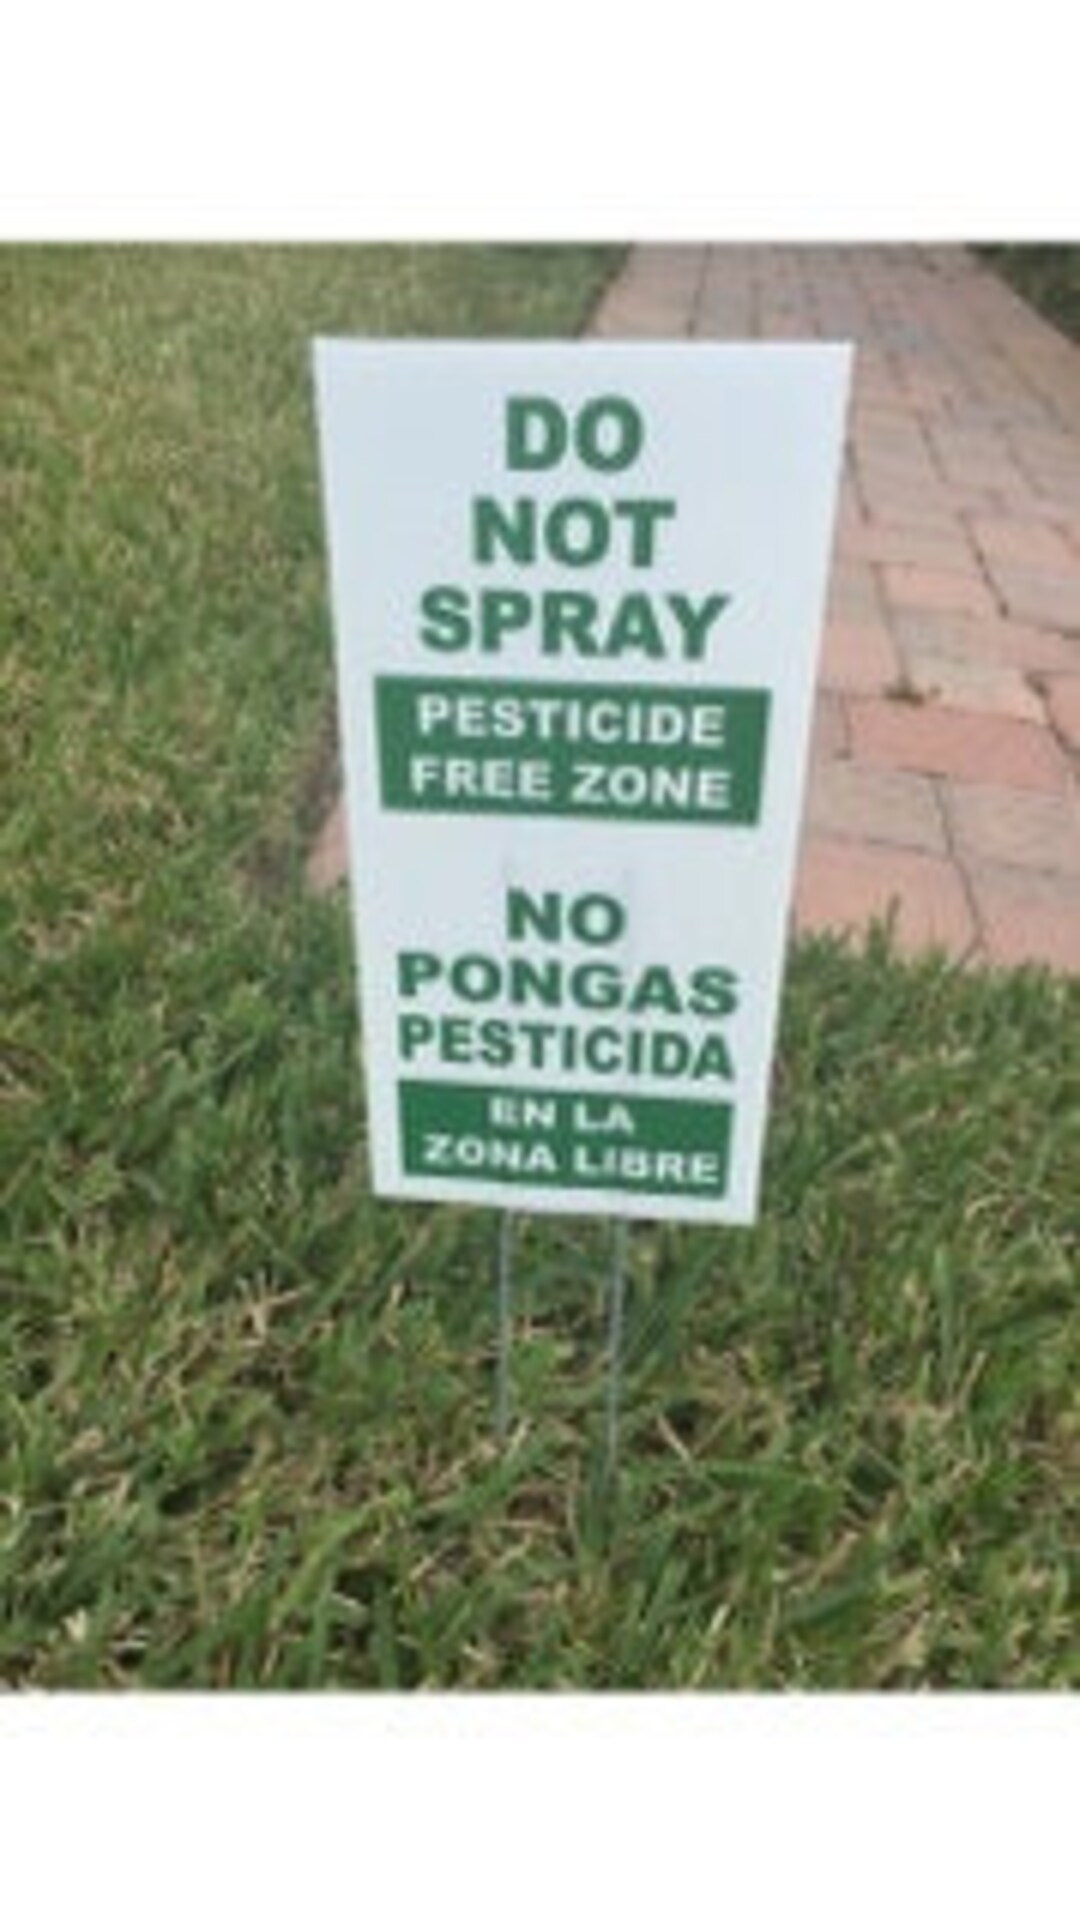 DO
NOT
SPRAY
PESTICIDE
FREE ZONE
NO
PONGAS
PESTICIDA
EN LA
ZONA LIBRE